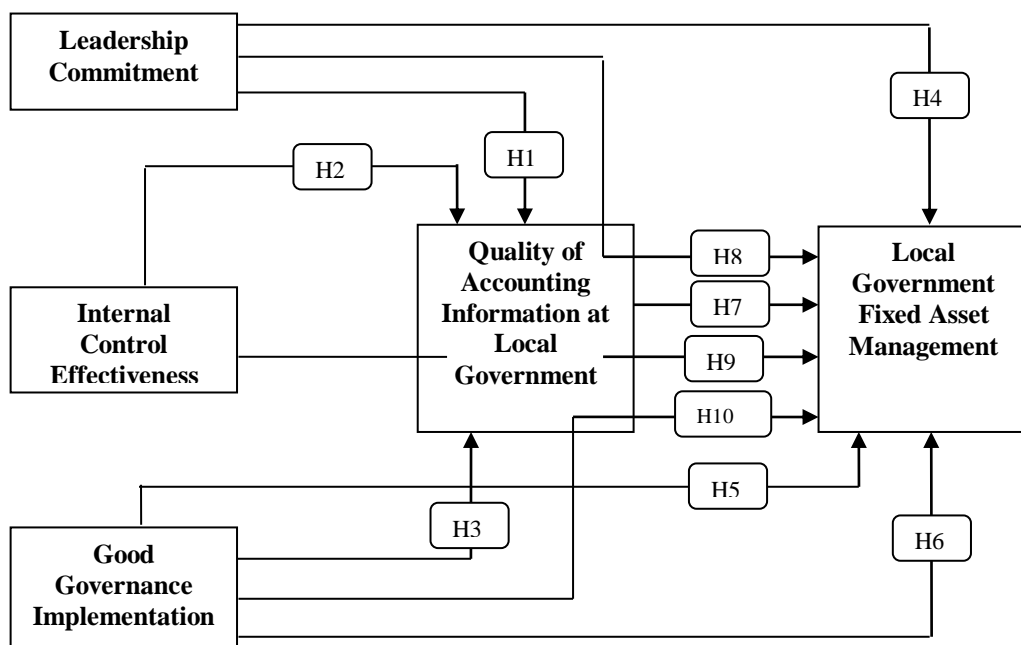 Leadership
Commitment
H4
H1
H2
Quality of
Accounting
Information at
Local
Government
H8
H7
H9
H10
Local
Government
Fixed Asset
Management
Internal
Control
Effectiveness
H5
H3
H6
Good
Governance
Implementation